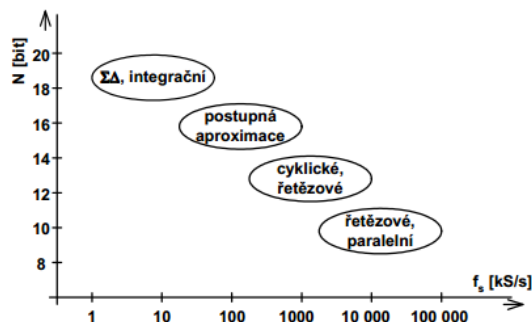 N [bit]
20
18
16
14
12
10
8
ΣΔ, integrační
postupná
aproximace
cyklické,
řetězové
řetězové,
paralelní
f_s [kS/s]
1
10
100
1000
10 000
100 000